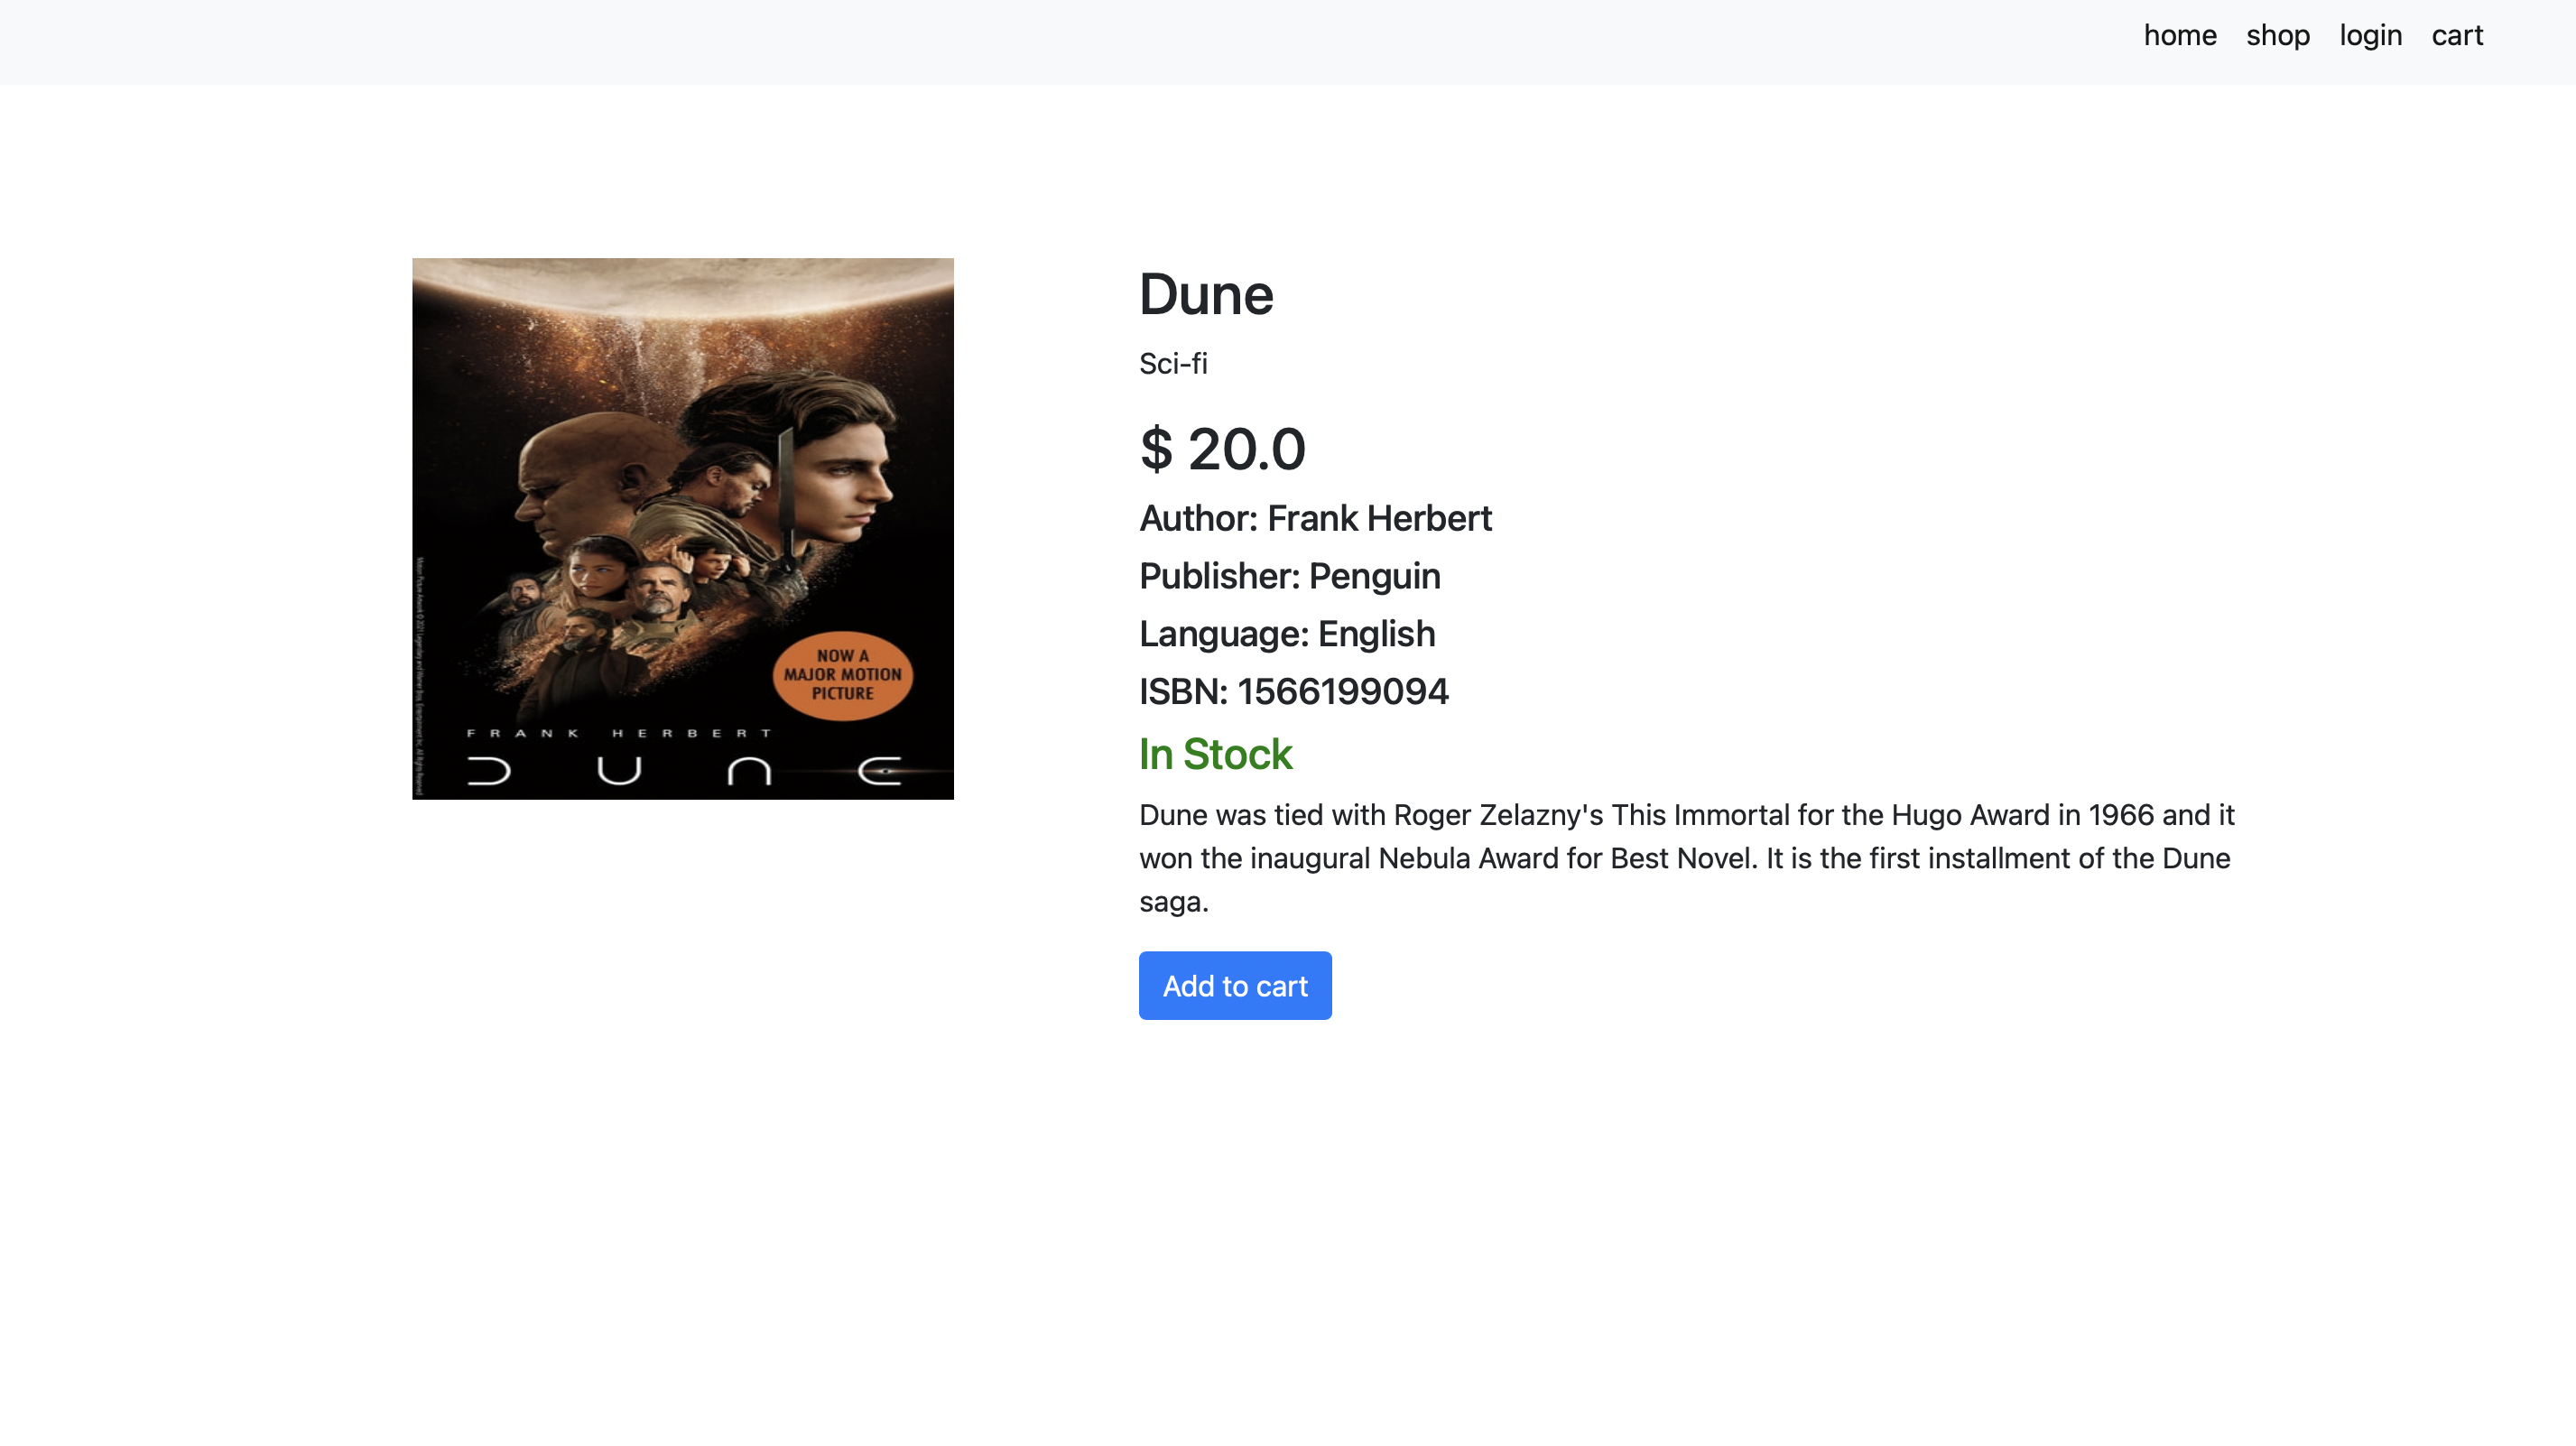 home shop login cart
Dune
Sci-fi
$ 20.0
Author: Frank Herbert
Publisher: Penguin
Language: English
ISBN: 1566199094
In Stock
Dune was tied with Roger Zelazny's This Immortal for the Hugo Award in 1966 and it
won the inaugural Nebula Award for Best Novel. It is the first installment of the Dune
saga.
Add to cart
NOW A
MAJOR MOTION
PICTURE
FRANK HERBERT
DUNE